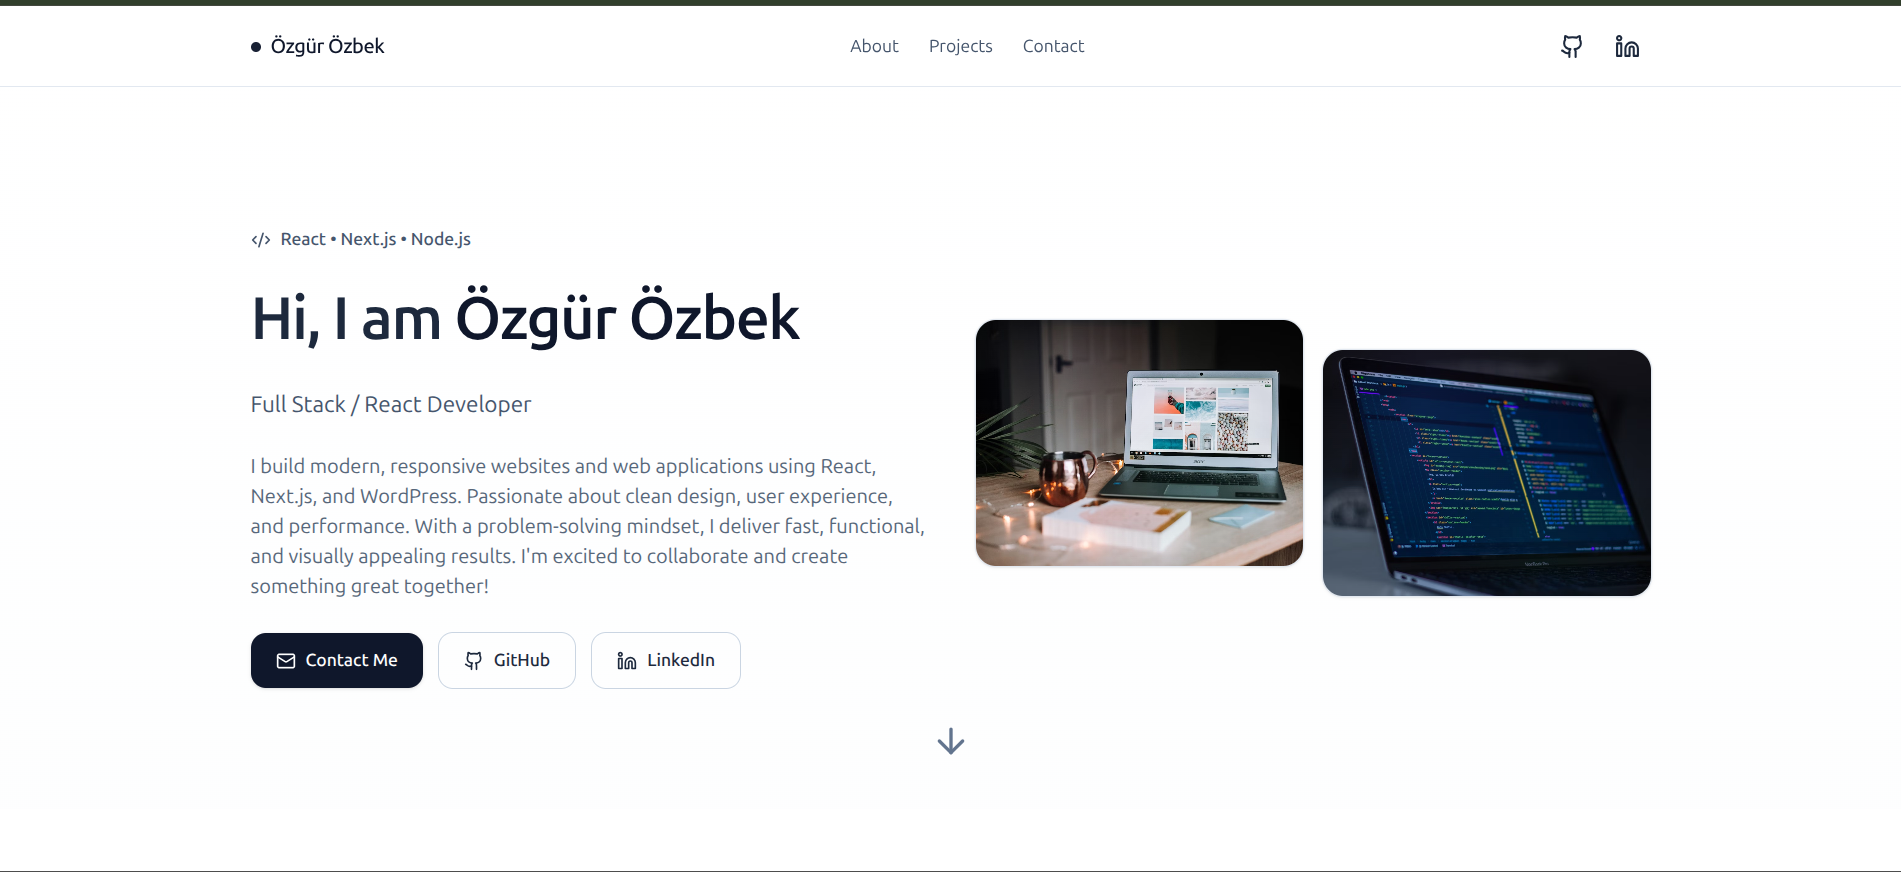 Özgür Özbek
About
Projects
Contact
React • Next.js • Node.js
Hi, I am Özgür Özbek
Full Stack / React Developer
I build modern, responsive websites and web applications using React,
Next.js, and WordPress. Passionate about clean design, user experience,
and performance. With a problem-solving mindset, I deliver fast, functional,
and visually appealing results. I'm excited to collaborate and create
something great together!
Contact Me
GitHub
LinkedIn